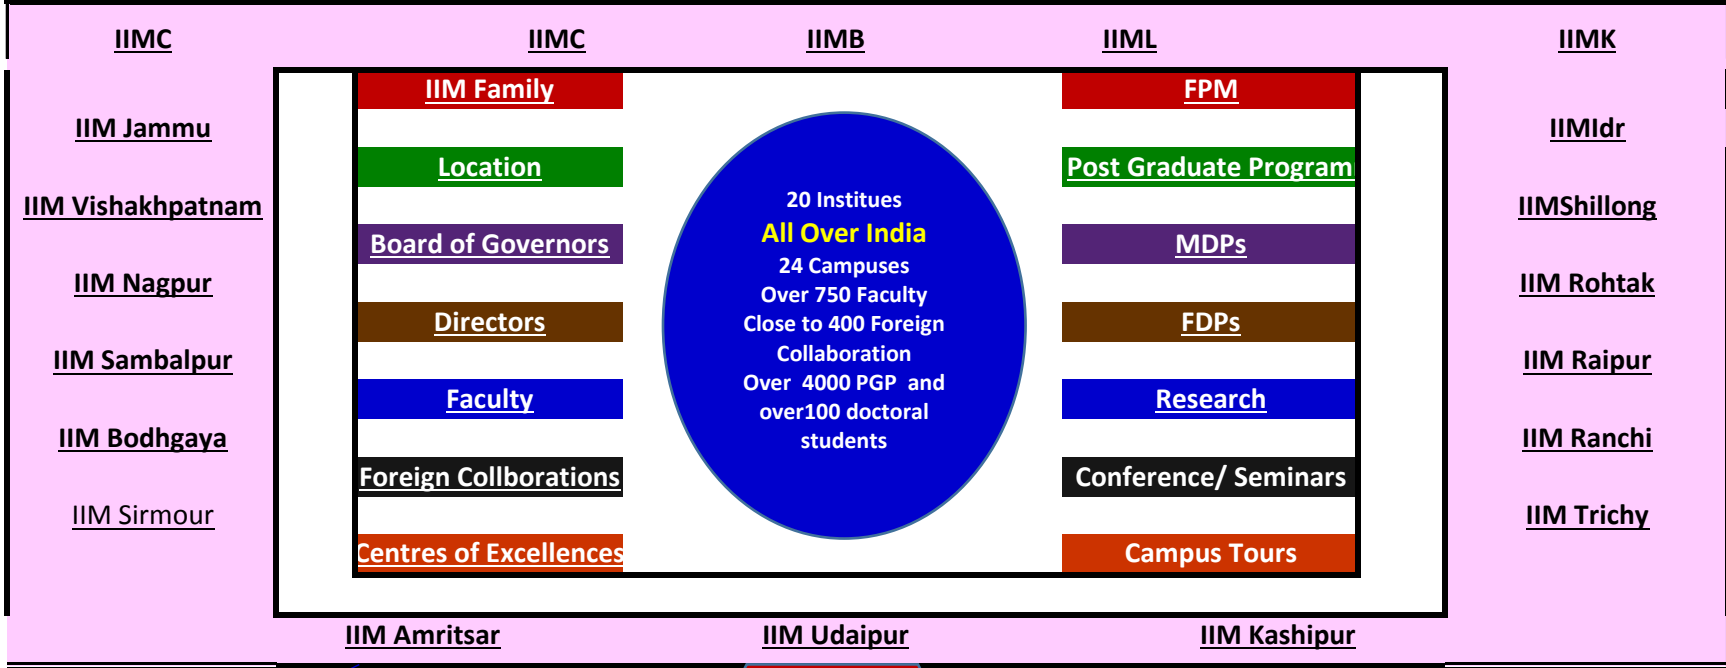 IIMC
IIMC
IIMB
IIML
IIMK
IIM Jammu
IIM Vishakhpatnam
IIM Nagpur
IIM Sambalpur
IIM Bodhgaya
IIM Sirmour
IIM Family
Location
Board of Governors
Directors
Faculty
Foreign Collborations
Centres of Excellences
20 Institues
All Over India
24 Campuses
Over 750 Faculty
Close to 400 Foreign
Collaboration
Over 4000 PGP and
over100 doctoral
students
FPM
Post Graduate Program
MDPs
FDPs
Research
Conference/ Seminars
Campus Tours
IIMIdr
IIMShillong
IIM Rohtak
IIM Raipur
IIM Ranchi
IIM Trichy
IIM Amritsar
IIM Udaipur
IIM Kashipur